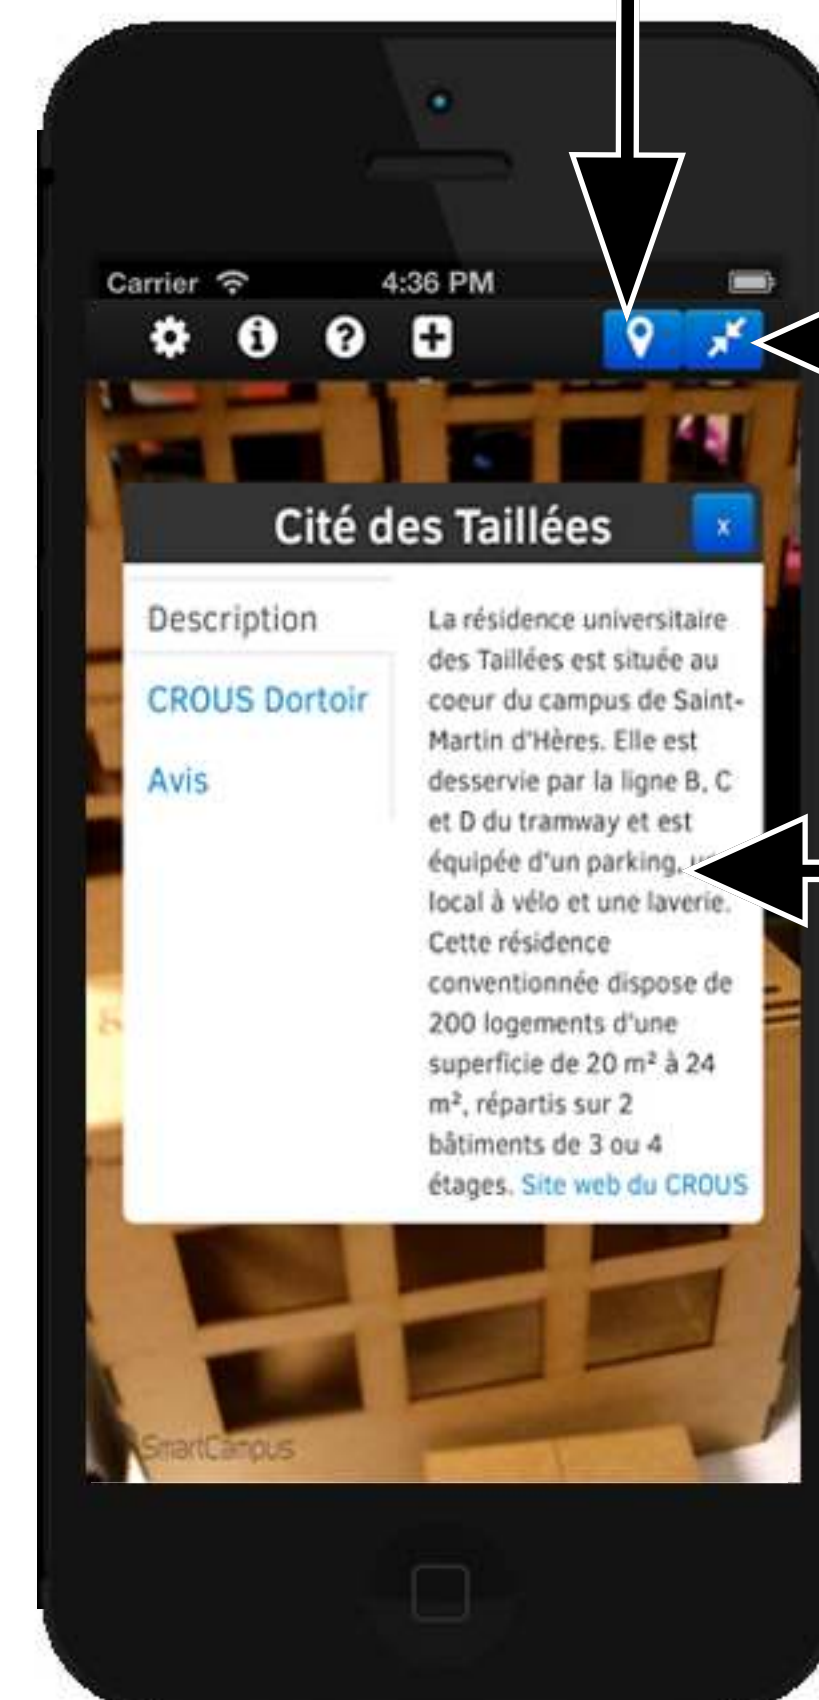 Carrier 4:36 PM
Cité des Taillées
x
Description
CROUS Dortoir
Avis
La résidence universitaire
des Taillées est située au
coeur du campus de Saint-
Martin d'Hères. Elle est
desservie par la ligne B, C
et D du tramway et est
équipée d'un parking,
local à vélo et une laverie.
Cette résidence
conventionnée dispose de
200 logements d'une
superficie de 20 m² à 24
m², répartis sur 2
bâtiments de 3 ou 4
étages. Site web du CROUS
SmartCampus